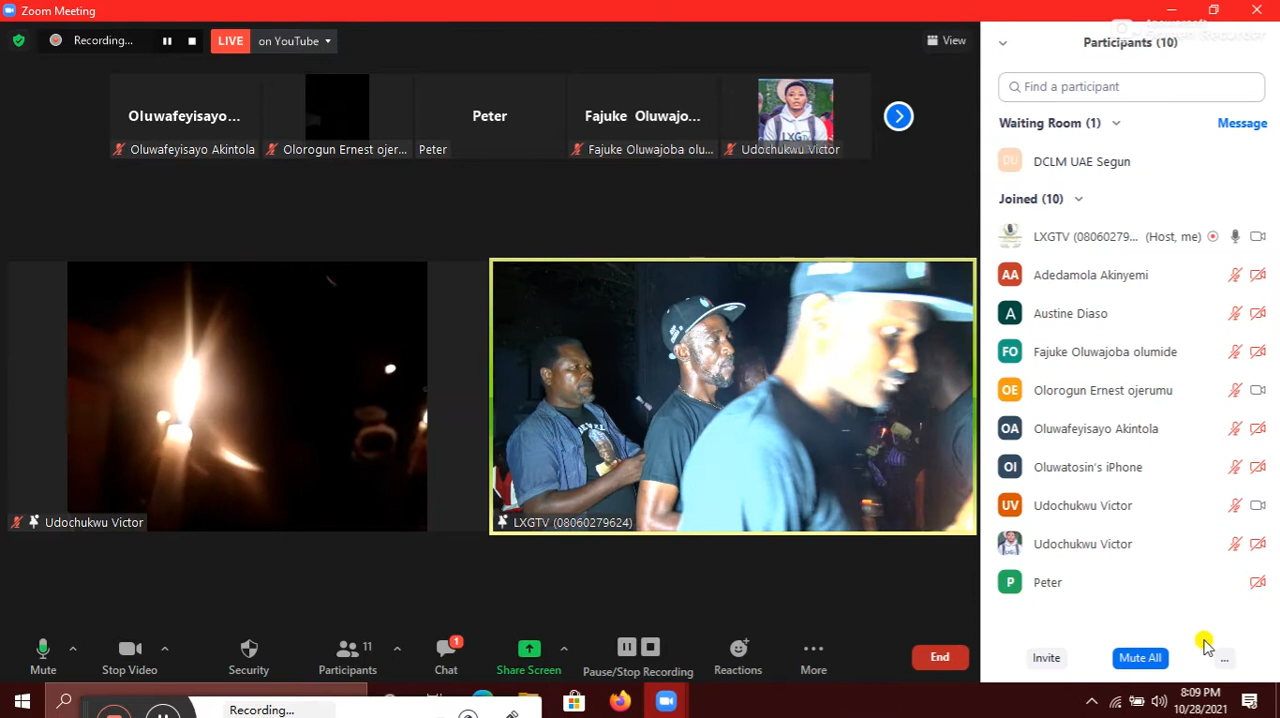 Zoom Meeting
Recording...
LIVE
on YouTube
View
Oluwafeyisayo...
Peter
Fajuke Oluwajo...
LXG
Oluwafeyisayo Akintola
Olorogun Ernest ojer...
Peter
Fajuke Oluwajoba olu...
Udochukwu Victor
Udochukwu Victor
LXGTV (08060279624)
Participants (10)
Find a participant
Waiting Room (1)
Message
DU
DCLM UAE Segun
Joined (10)
LXGTV (08060279... (Host, me)
AA
Adedamola Akinyemi
A
Austine Diaso
FO
Fajuke Oluwajoba olumide
OE
Olorogun Ernest ojerumu
OA
Oluwafeyisayo Akintola
OI
Oluwatosin's iPhone
UV
Udochukwu Victor
Udochukwu Victor
P
Peter
Invite
Mute All
...
Mute
Stop Video
Security
11
Participants
1
Chat
Share Screen
Pause/Stop Recording
Reactions
More
End
Recording...
8:09 PM
10/28/2021